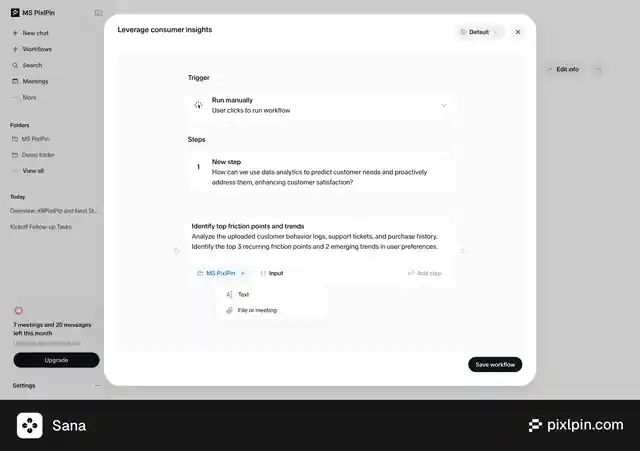 MS PixlPin
New chat
Workflows
Search
Meetings
More
Folders
MS PixlPin
Demo folder
View all
Today
Overview: KRPixlPin and Next St...
Kickoff Follow-up Tasks
7 meetings and 20 messages
left this month
Upgrade
Settings
Leverage consumer insights
Default
Edit info
Trigger
Run manually
User clicks to run workflow
Steps
1
New step
How can we use data analytics to predict customer needs and proactively
address them, enhancing customer satisfaction?
Identify top friction points and trends
Analyze the uploaded customer behavior logs, support tickets, and purchase history.
Identify the top 3 recurring friction points and 2 emerging trends in user preferences.
MS PixlPin
Input
Add step
Text
File or meeting
Save workflow
Sana
pixlpin.com